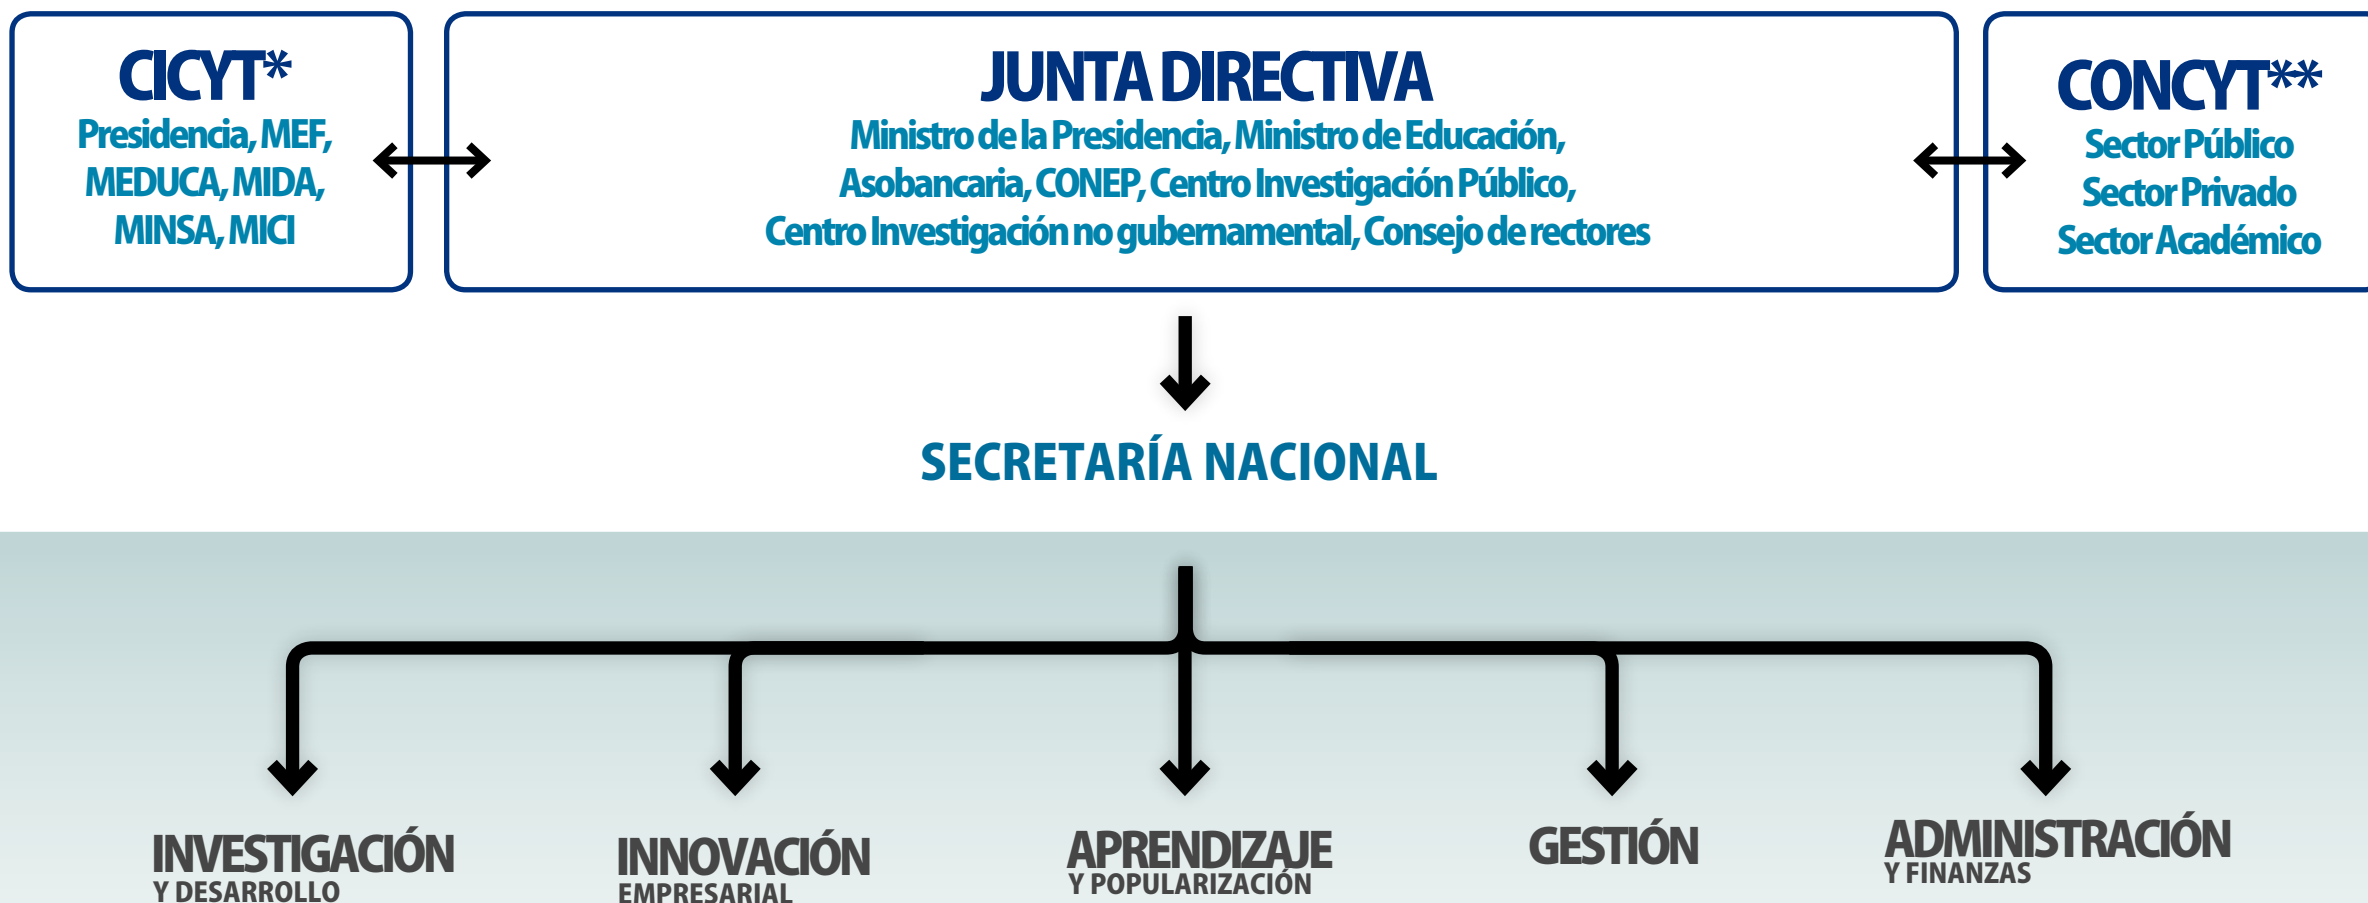 CICYT*
Presidencia, MEF,
MEDUCA, MIDA,
MINSA, MICI
JUNTA DIRECTIVA
Ministro de la Presidencia, Ministro de Educación,
Asobancaria, CONEP, Centro Investigación Público,
Centro Investigación no gubernamental, Consejo de rectores
CONCYT**
Sector Público
Sector Privado
Sector Académico
SECRETARÍA NACIONAL
INVESTIGACIÓN
Y DESARROLLO
INNOVACIÓN
EMPRESARIAL
APRENDIZAJE
Y POPULARIZACIÓN
GESTIÓN
ADMINISTRACIÓN
Y FINANZAS